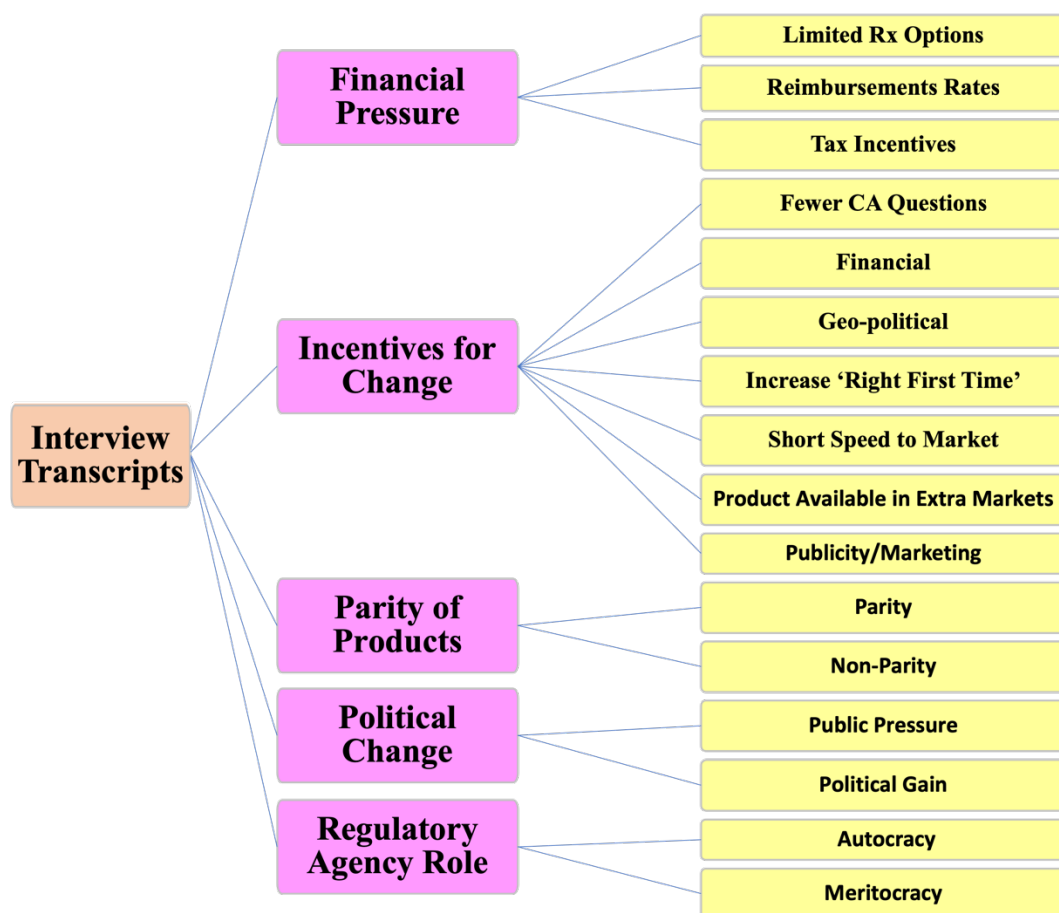 Interview
Transcripts
Financial
Pressure
Limited Rx Options
Reimbursements Rates
Tax Incentives
Incentives for
Change
Fewer CA Questions
Financial
Geo-political
Increase ‘Right First Time’
Short Speed to Market
Product Available in Extra Markets
Publicity/Marketing
Parity of
Products
Parity
Non-Parity
Political
Change
Public Pressure
Political Gain
Regulatory
Agency Role
Autocracy
Meritocracy